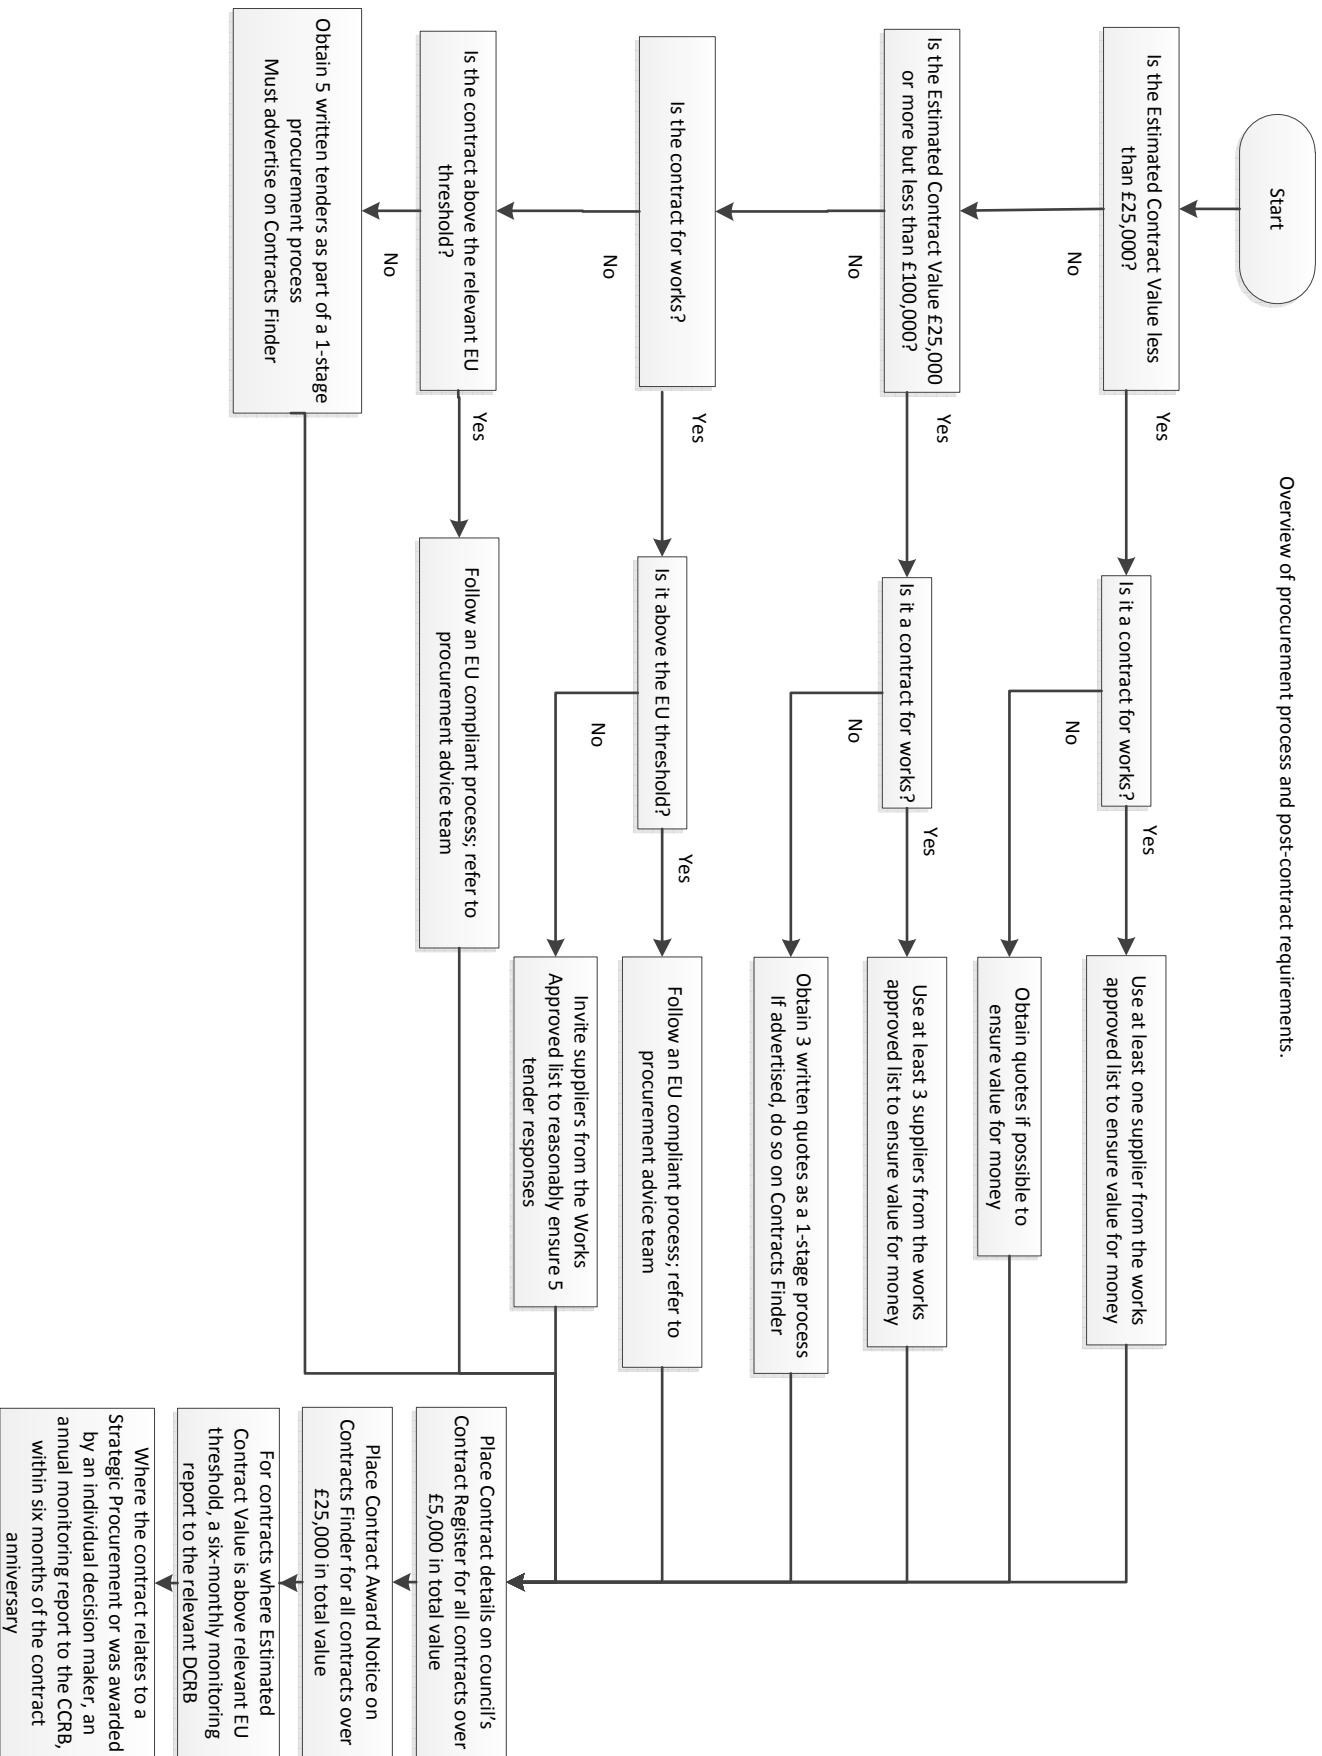 Overview of procurement process and post-contract requirements.
Start
Is the Estimated Contract Value less
than £25,000?
Yes
Is it a contract for works?
Yes
Use at least one supplier from the works
approved list to ensure value for money
No
No
Obtain quotes if possible to
ensure value for money
Is the Estimated Contract Value £25,000
or more but less than £100,000?
Yes
Is it a contract for works?
Yes
Use at least 3 suppliers from the works
approved list to ensure value for money
No
No
Obtain 3 written quotes as a 1-stage process
If advertised, do so on Contracts Finder
Is the contract for works?
Yes
Is it above the EU threshold?
Yes
Follow an EU compliant process; refer to
procurement advice team
No
No
Invite suppliers from the Works
Approved list to reasonably ensure 5
tender responses
Is the contract above the relevant EU
threshold?
Yes
Follow an EU compliant process; refer to
procurement advice team
No
Obtain 5 written tenders as part of a 1-stage
procurement process
Must advertise on Contracts Finder
Place Contract details on council's
Contract Register for all contracts over
£5,000 in total value
Place Contract Award Notice on
Contracts Finder for all contracts over
£25,000 in total value
For contracts where Estimated
Contract Value is above relevant EU
threshold, a six-monthly monitoring
report to the relevant DCRB
Where the contract relates to a
Strategic Procurement or was awarded
by an individual decision maker, an
annual monitoring report to the CCRB,
within six months of the contract
anniversary